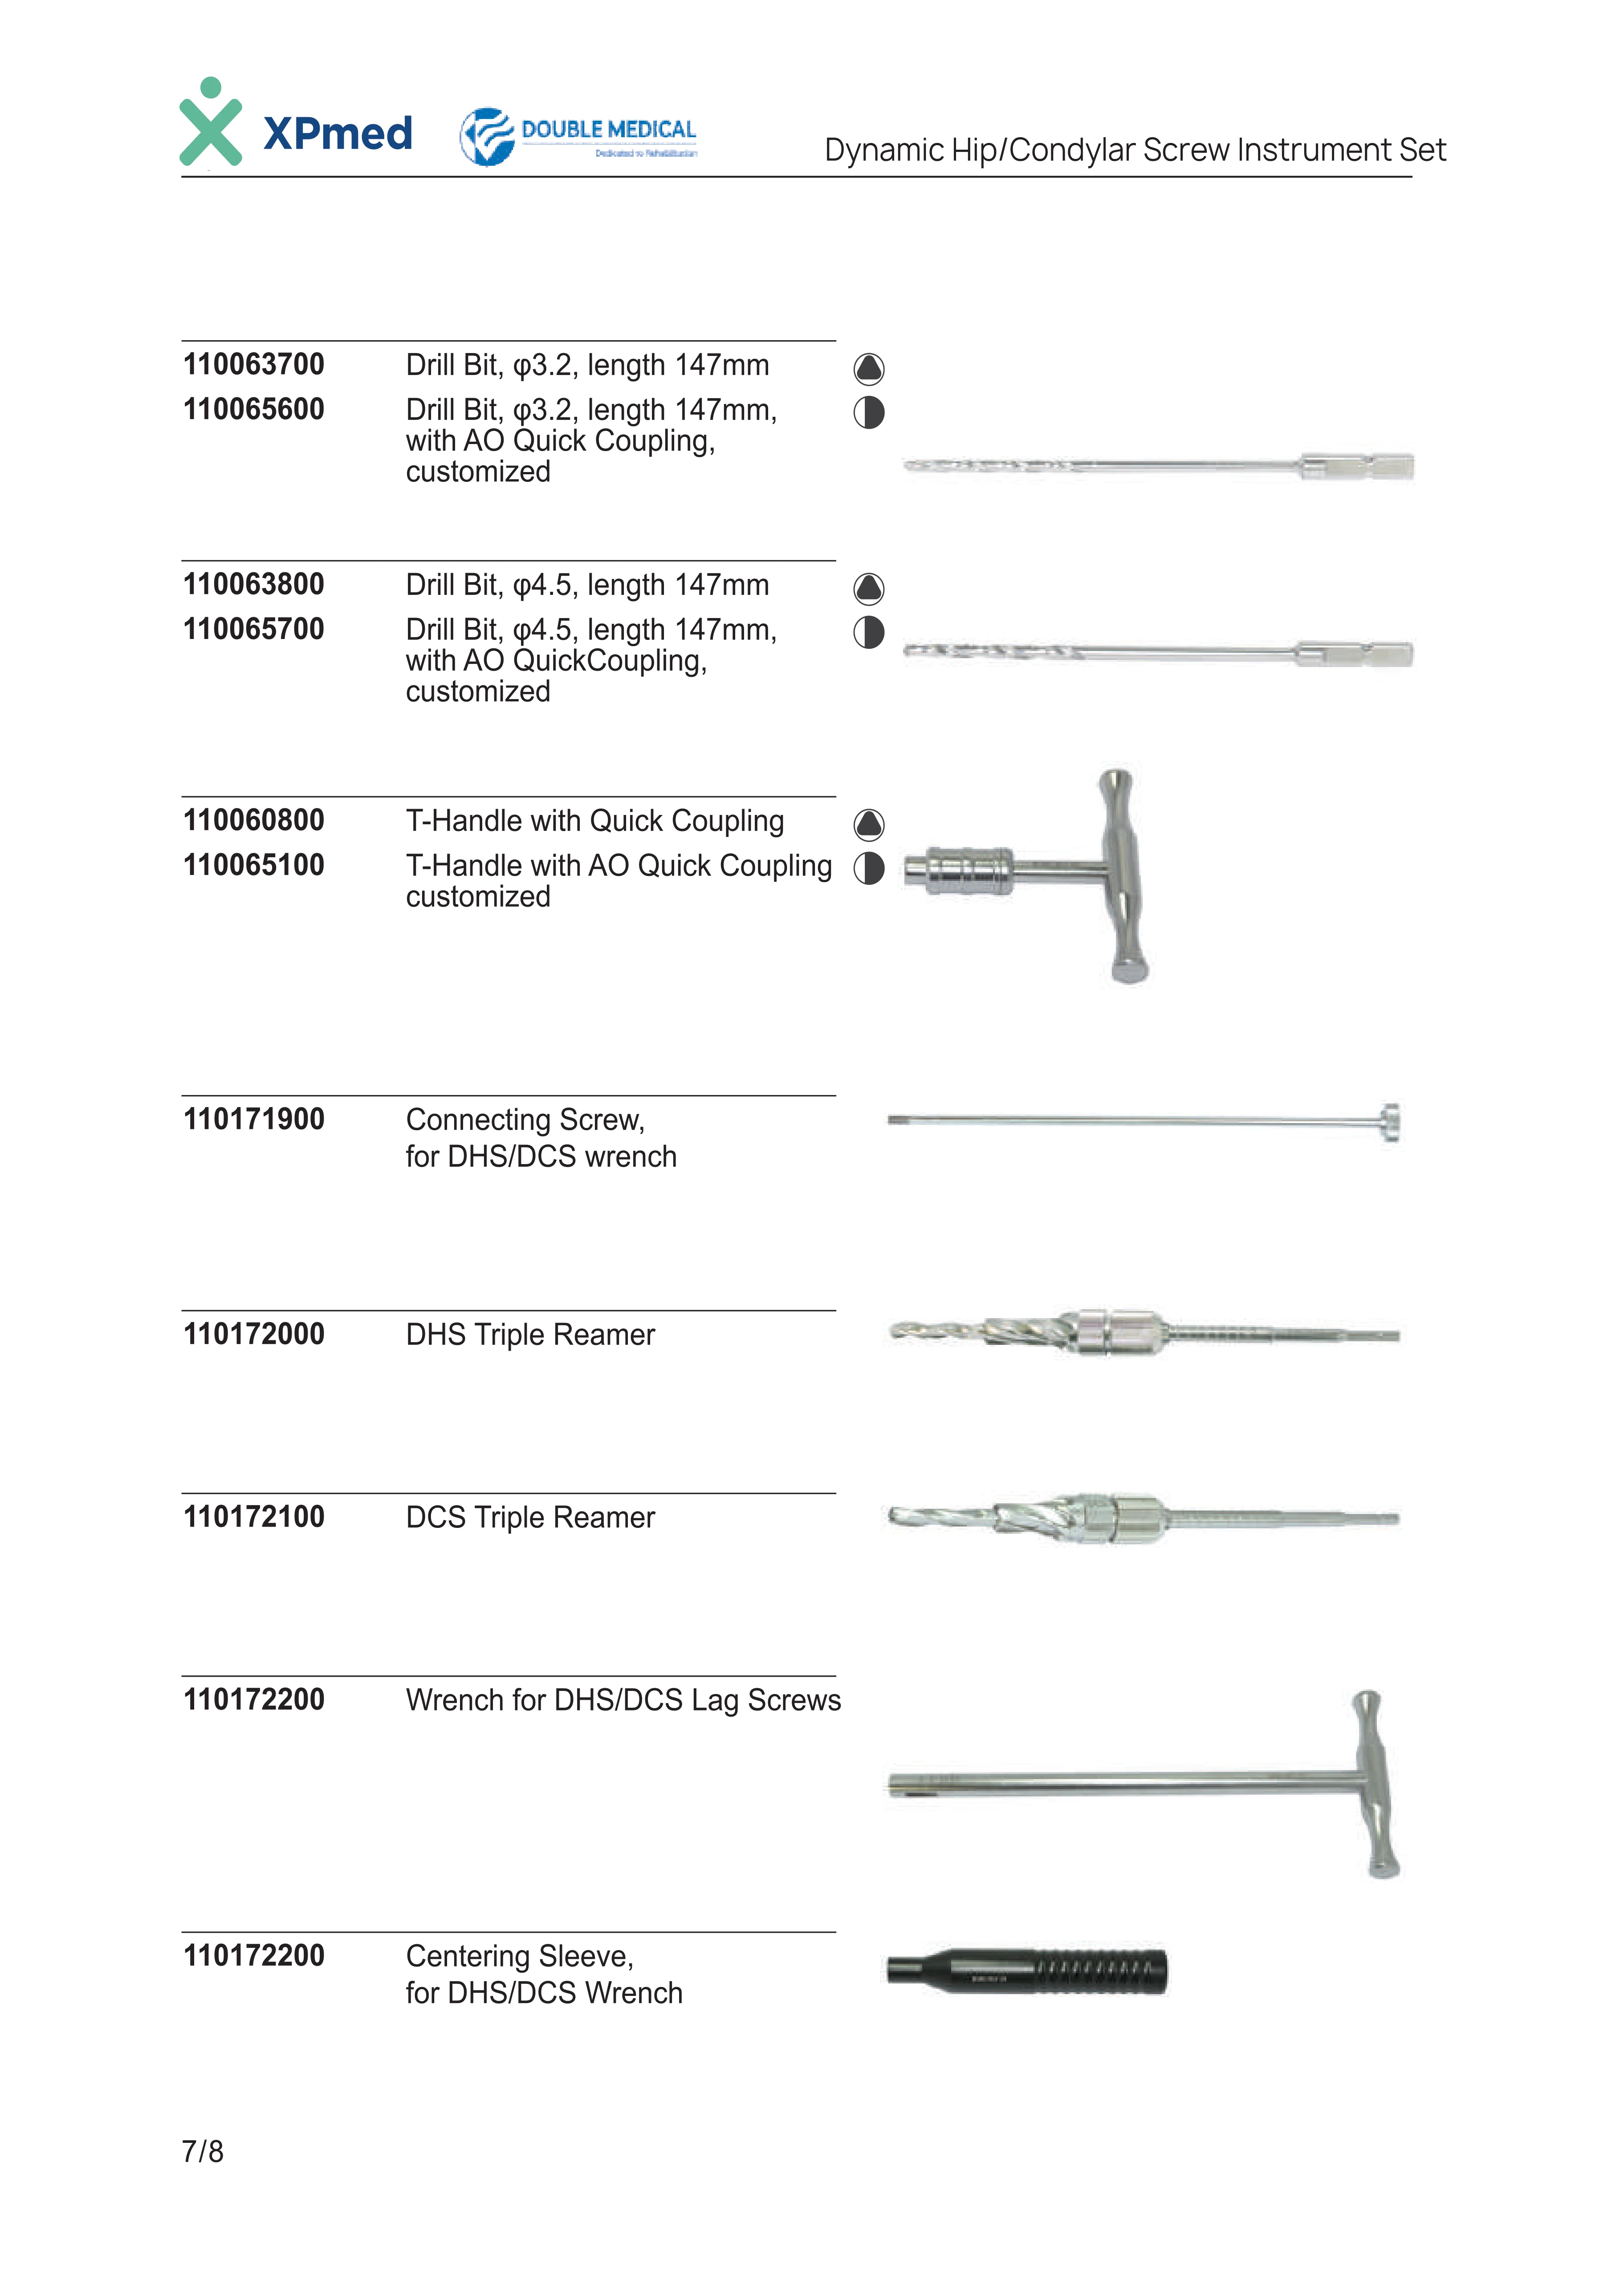 XPmed
DOUBLE MEDICAL
Dedicated to Rehabilitation
Dynamic Hip/Condylar Screw Instrument Set
110063700 Drill Bit, φ3.2, length 147mm
110065600 Drill Bit, φ3.2, length 147mm,
with AO Quick Coupling,
customized
110063800 Drill Bit, φ4.5, length 147mm
110065700 Drill Bit, φ4.5, length 147mm,
with AO QuickCoupling,
customized
110060800 T-Handle with Quick Coupling
110065100 T-Handle with AO Quick Coupling
customized
110171900 Connecting Screw,
for DHS/DCS wrench
110172000 DHS Triple Reamer
110172100 DCS Triple Reamer
110172200 Wrench for DHS/DCS Lag Screws
110172200 Centering Sleeve,
for DHS/DCS Wrench
7/8